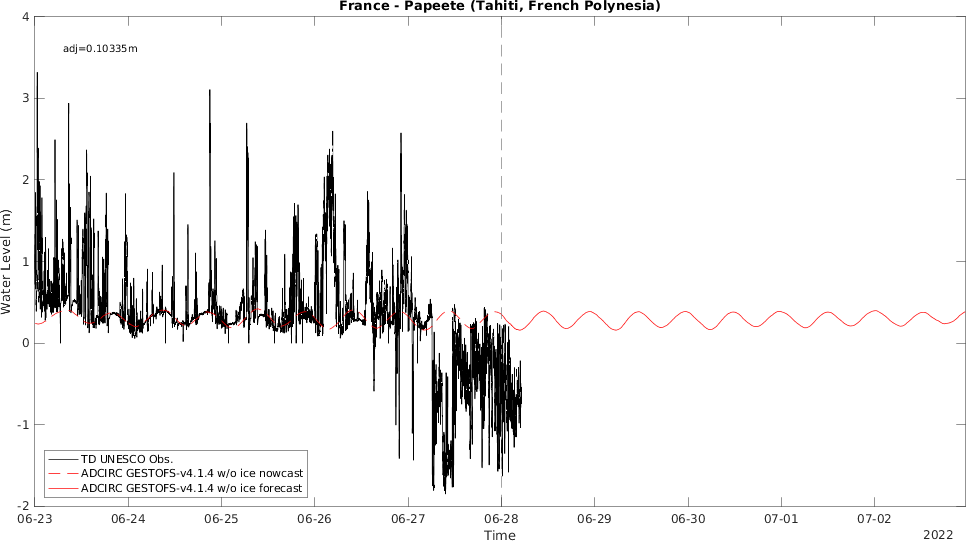 France - Papeete (Tahiti, French Polynesia)
4
adj=0.10335m
3
2
1
0
-1
-2
Water Level (m)
TD UNESCO Obs.
ADCIRC GESTOFS-v4.1.4 w/o ice nowcast
ADCIRC GESTOFS-v4.1.4 w/o ice forecast
06-23 06-24 06-25 06-26 06-27 06-28 06-29 06-30 07-01 07-02
Time
2022